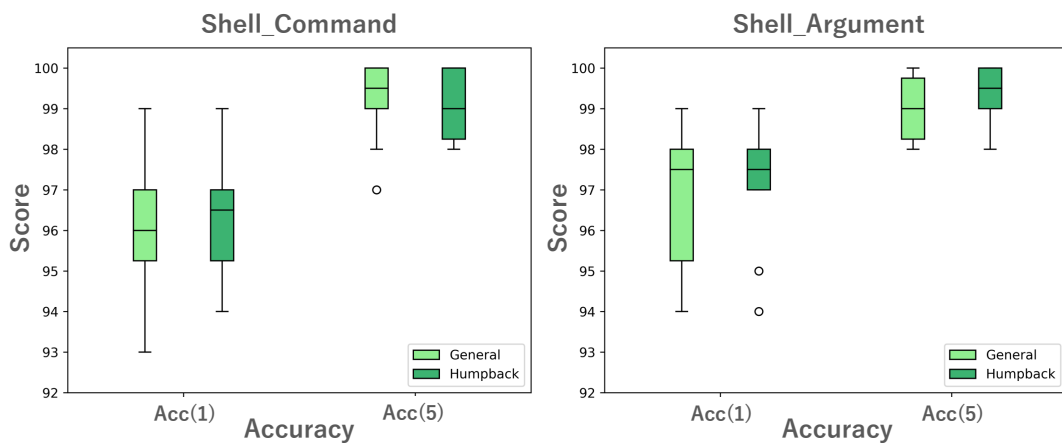 Shell_Command
Score
100
99
98
97
96
95
94
93
92
General
Humpback
Acc(1)
Acc(5)
Accuracy
Shell_Argument
Score
100
99
98
97
96
95
94
93
92
General
Humpback
Acc(1)
Acc(5)
Accuracy